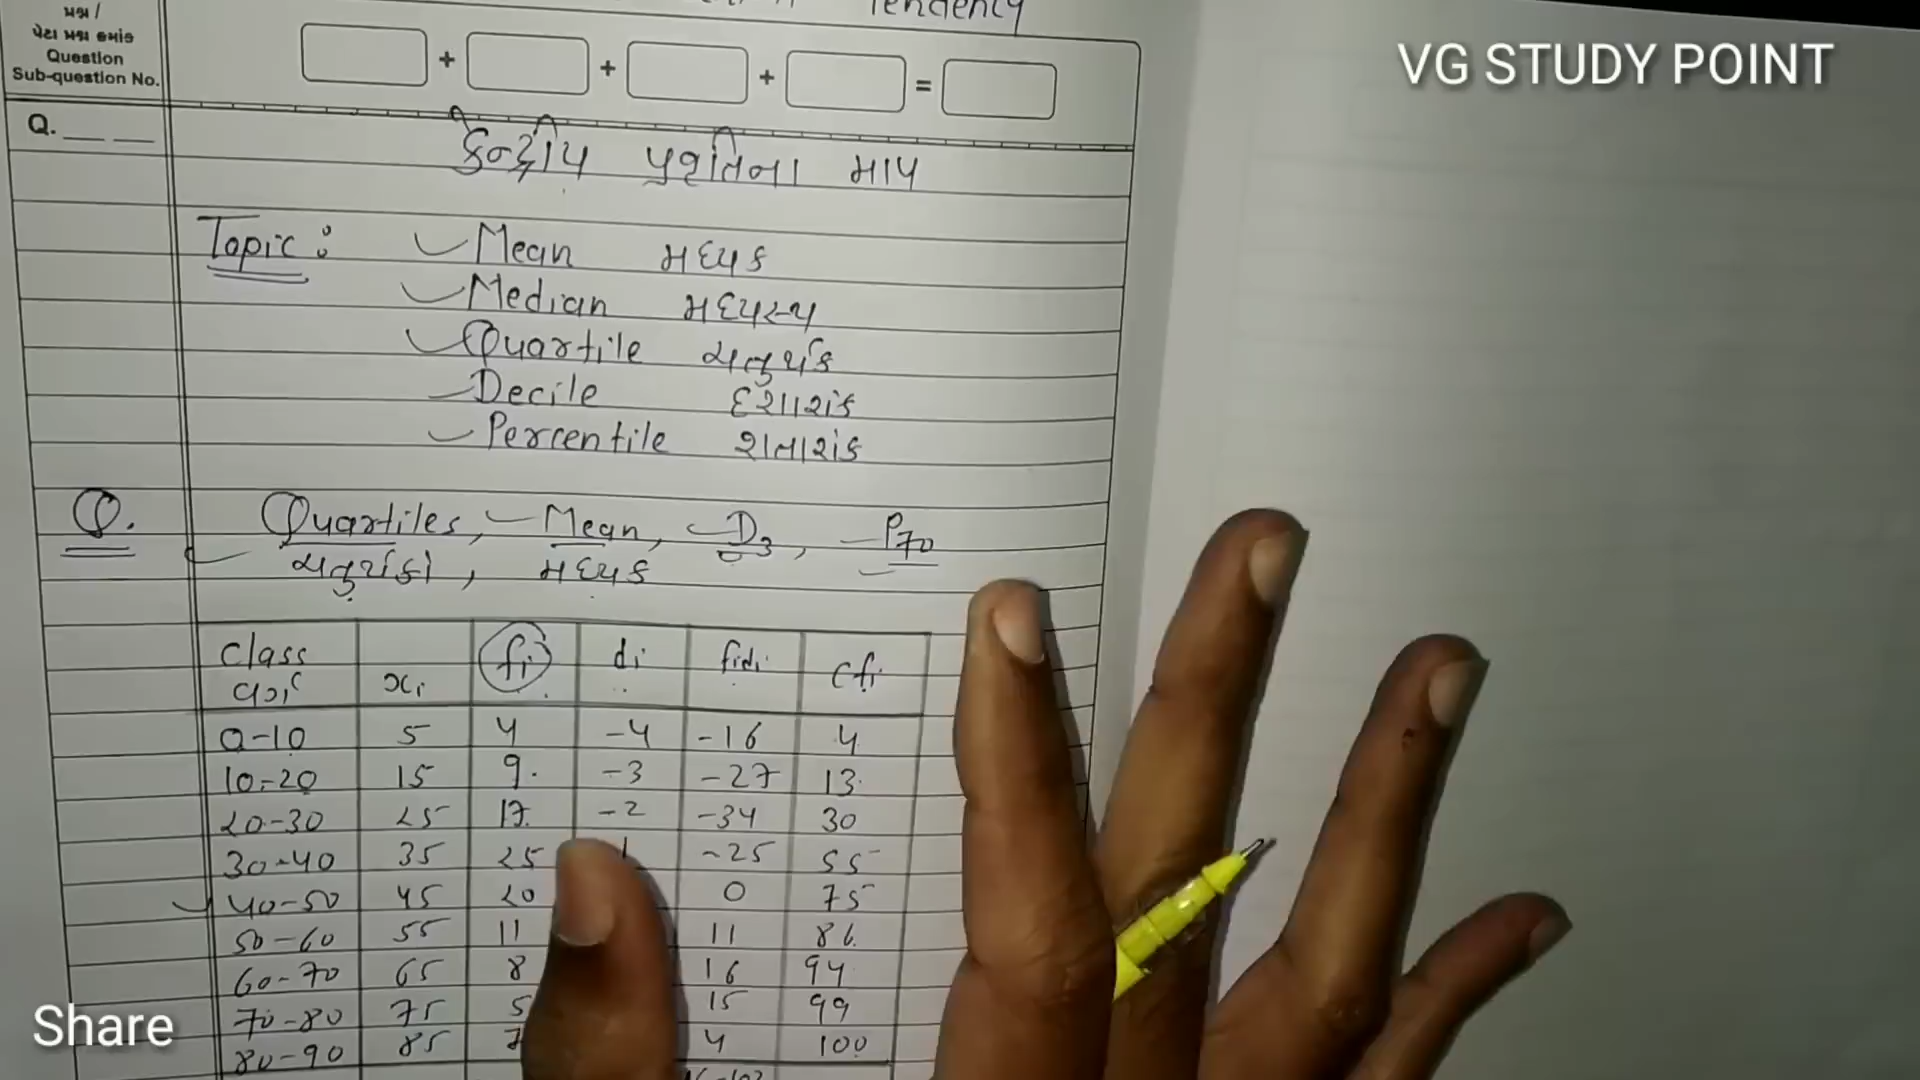 Tendency
પ્રશ્ન /
પેટા પ્રશ્ન ક્રમાંક
Question
Sub-question No.
+ + + =
VG STUDY POINT
Q. __ __
કેન્દ્રીય પ્રવૃત્તિના માપ
Topic : Mean મધ્યક
Median મધ્યસ્થ
Quartile ચતુર્થક
Decile દશાશંક
Percentile શતાશંક
Q. Quartiles, Mean, D3, P70
ચતુર્થકો, મધ્યક
Class xi fi di fidi cfi
વર્ગ
0-10 5 4 -4 -16 4
10-20 15 9 -3 -27 13
20-30 25 17 -2 -34 30
30-40 35 25 -25 55
40-50 45 20 0 75
50-60 55 11 11 86
60-70 65 8 16 94
70-80 75 5 15 99
80-90 85 4 100
Share